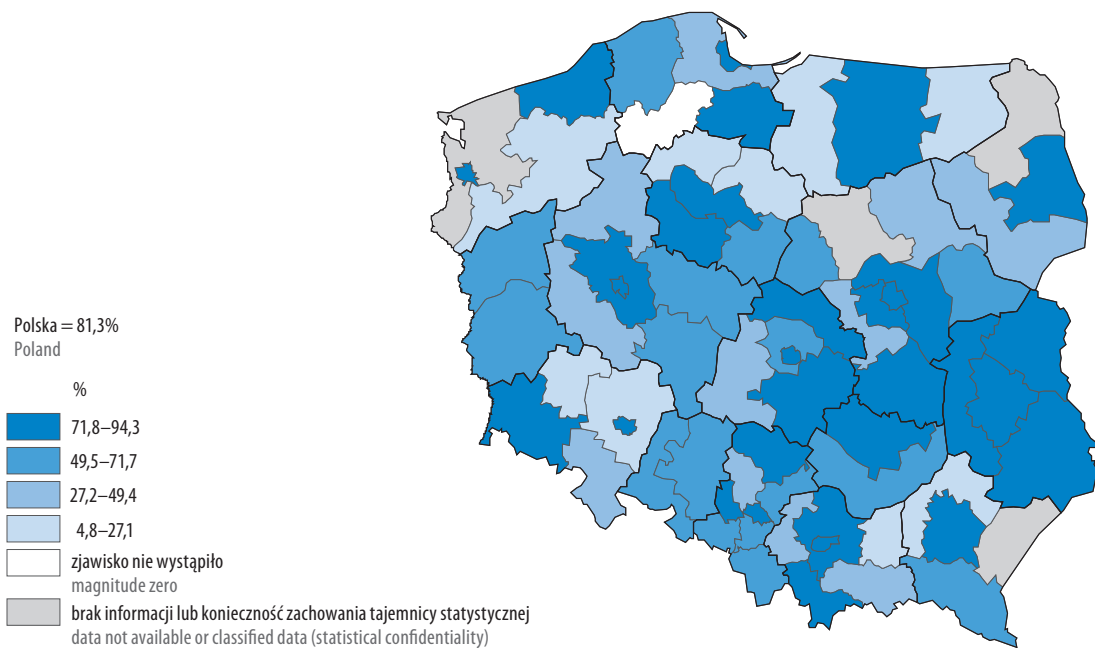 Polska = 81,3%
Poland
%
71,8–94,3
49,5–71,7
27,2–49,4
4,8–27,1
zjawisko nie wystąpiło
magnitude zero
brak informacji lub konieczność zachowania tajemnicy statystycznej
data not available or classified data (statistical confidentiality)